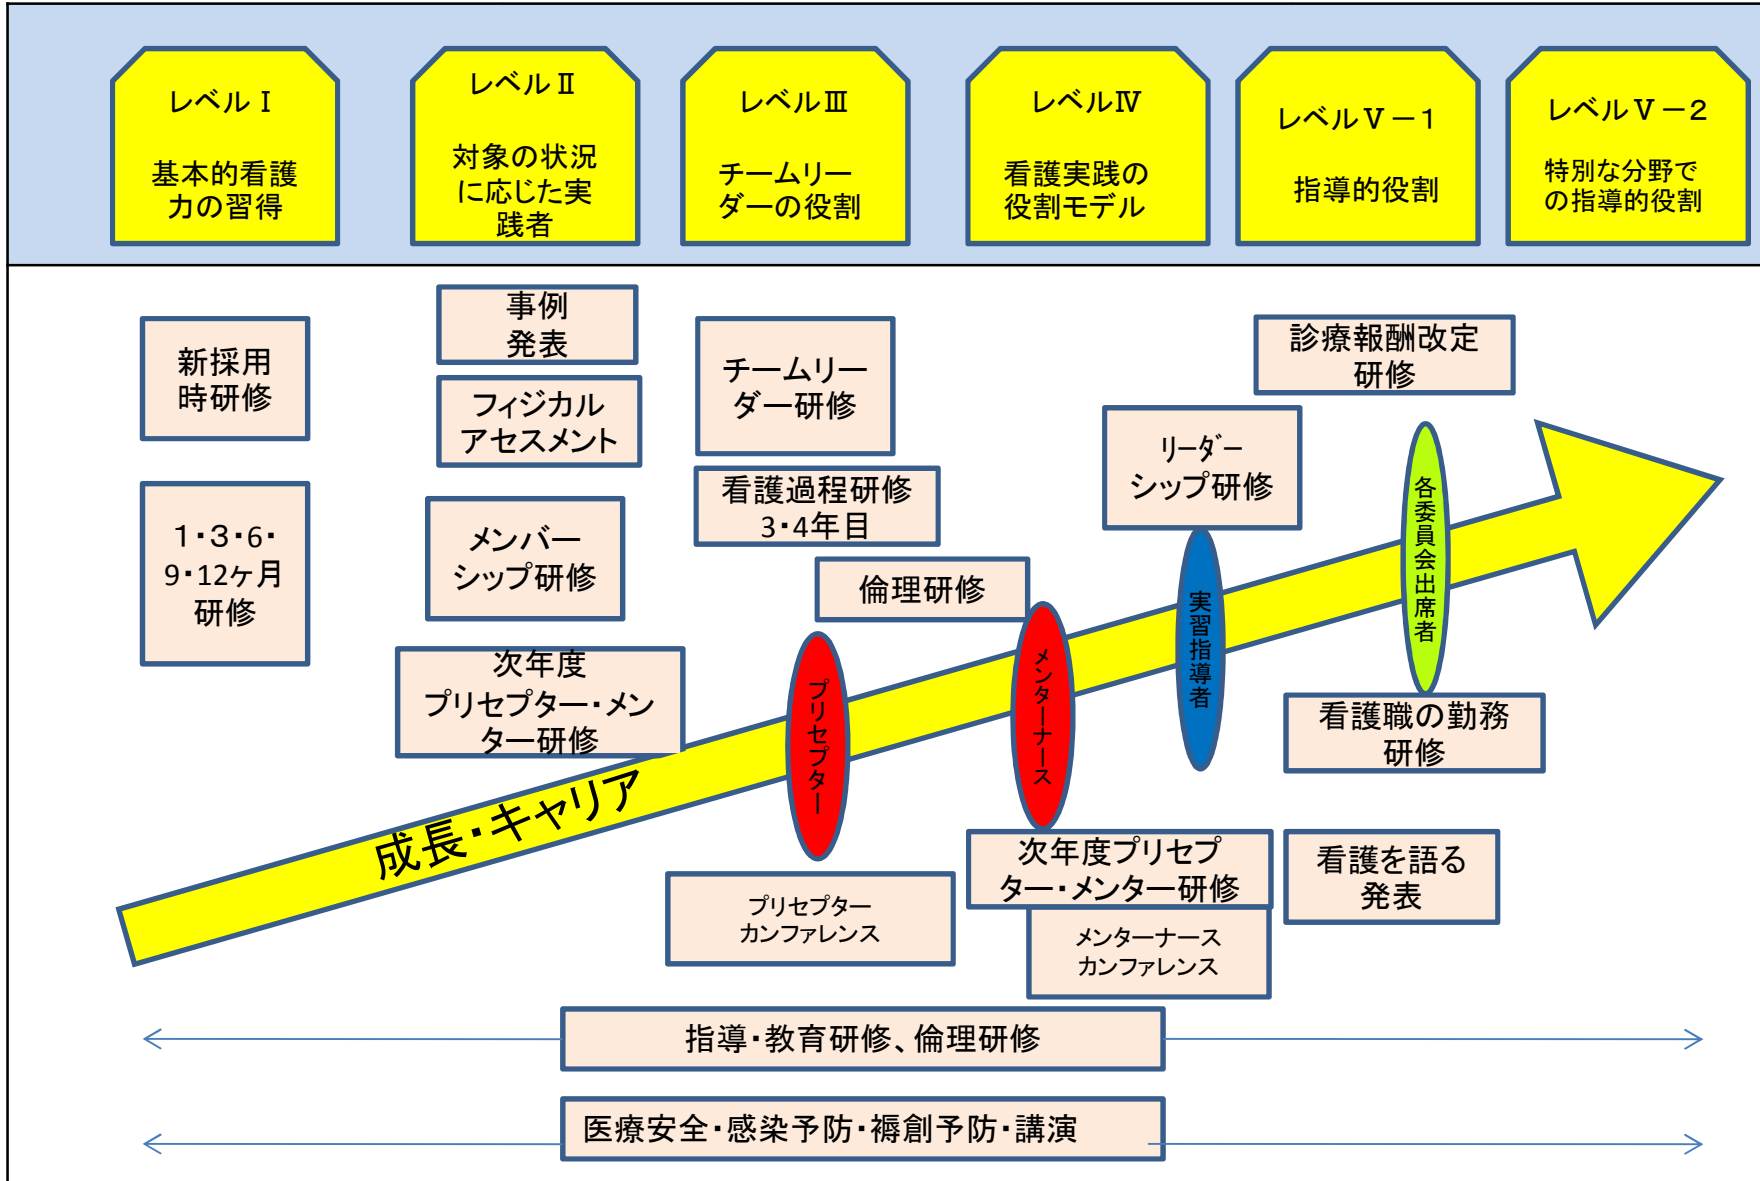 レベルⅠ
基本的看護
力の習得
レベルⅡ
対象の状況
に応じた実
践者
レベルⅢ
チームリー
ダーの役割
レベルⅣ
看護実践の
役割モデル
レベルⅤ－1
指導的役割
レベルⅤ－２
特別な分野で
の指導的役割
新採用
時研修
１・３・6・
9・12ヶ月
研修
事例
発表
フィジカル
アセスメント
メンバー
シップ研修
次年度
プリセプター・メン
ター研修
チームリー
ダー研修
看護過程研修
3・4年目
倫理研修
リーダー
シップ研修
診療報酬改定
研修
プリセプター
メンターナース
実習指導者
各委員会出席者
看護職の勤務
研修
成長・キャリア
プリセプター
カンファレンス
次年度プリセプ
ター・メンター研修
メンターナース
カンファレンス
看護を語る
発表
指導・教育研修、倫理研修
医療安全・感染予防・褥創予防・講演